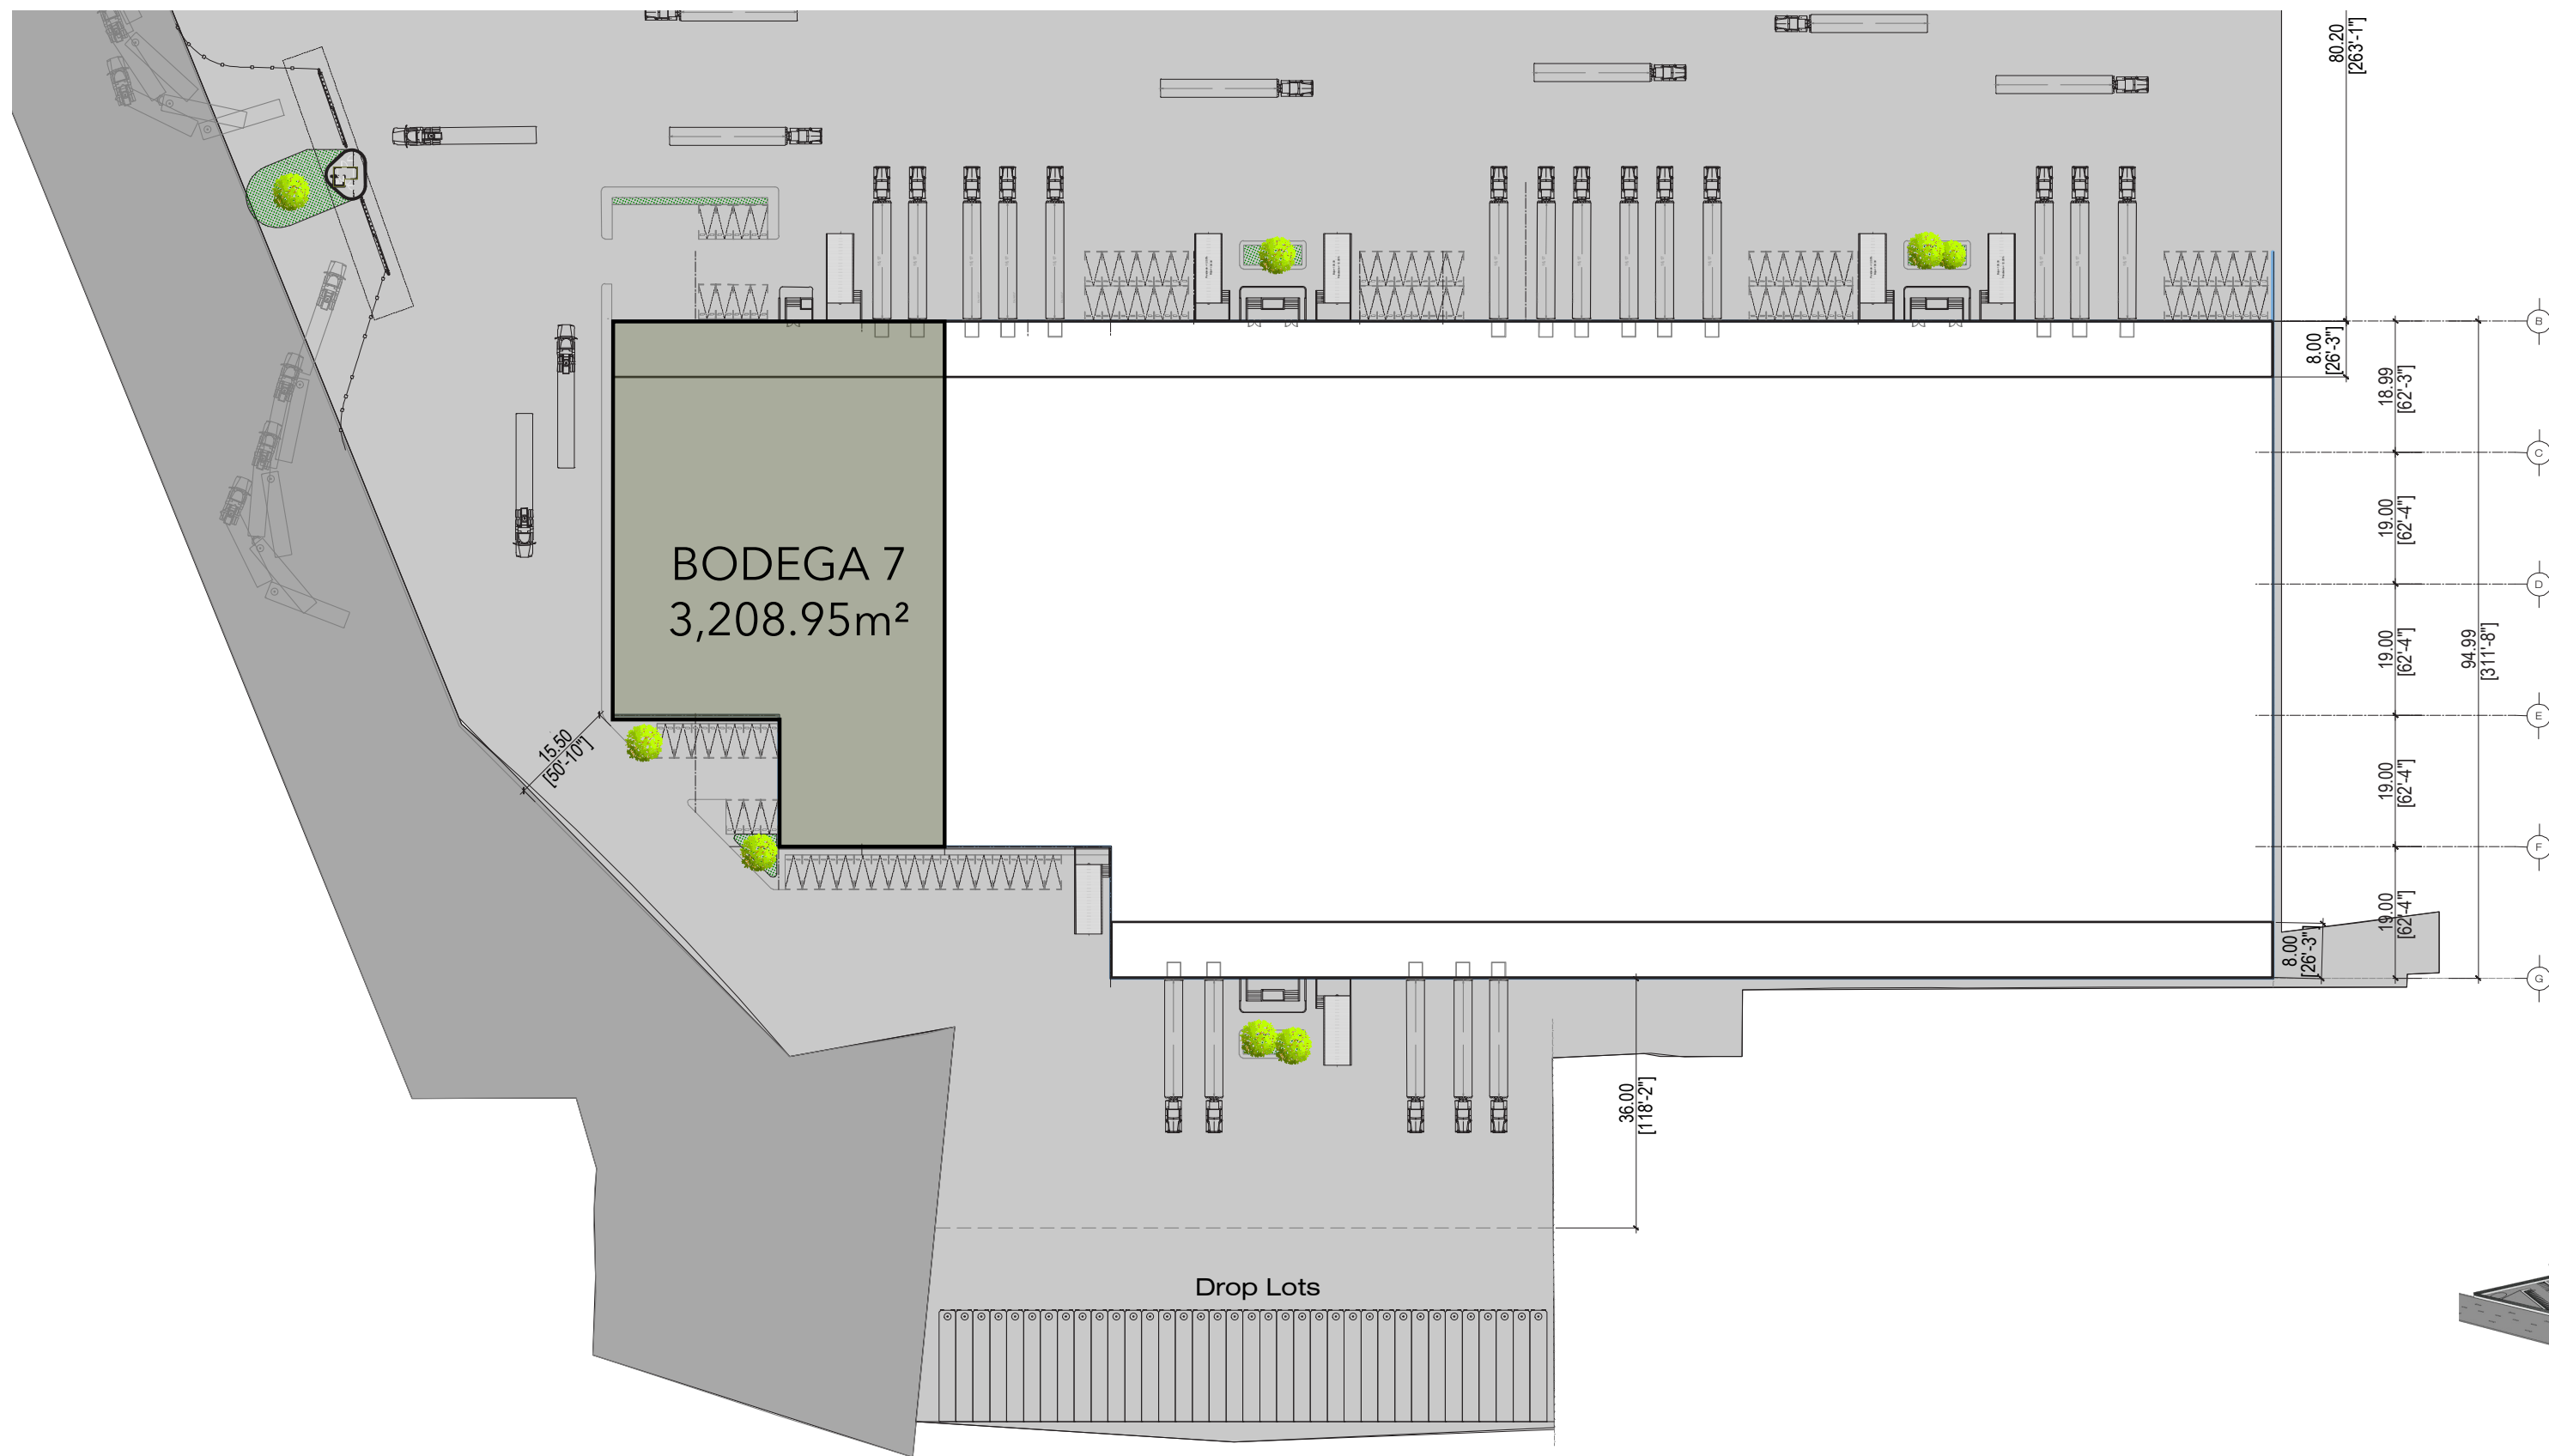 80.20
[263'-1"]
B
8.00
[26'-3"]
18.99
[62'-3"]
C
19.00
[62'-4"]
BODEGA 7
3,208.95m²
D
19.00
[62'-4"]
94.99
[311'-8"]
E
15.50
[50'-10"]
19.00
[62'-4"]
F
19.00
[62'-4"]
8.00
[26'-3"]
G
36.00
[118'-2"]
Drop Lots